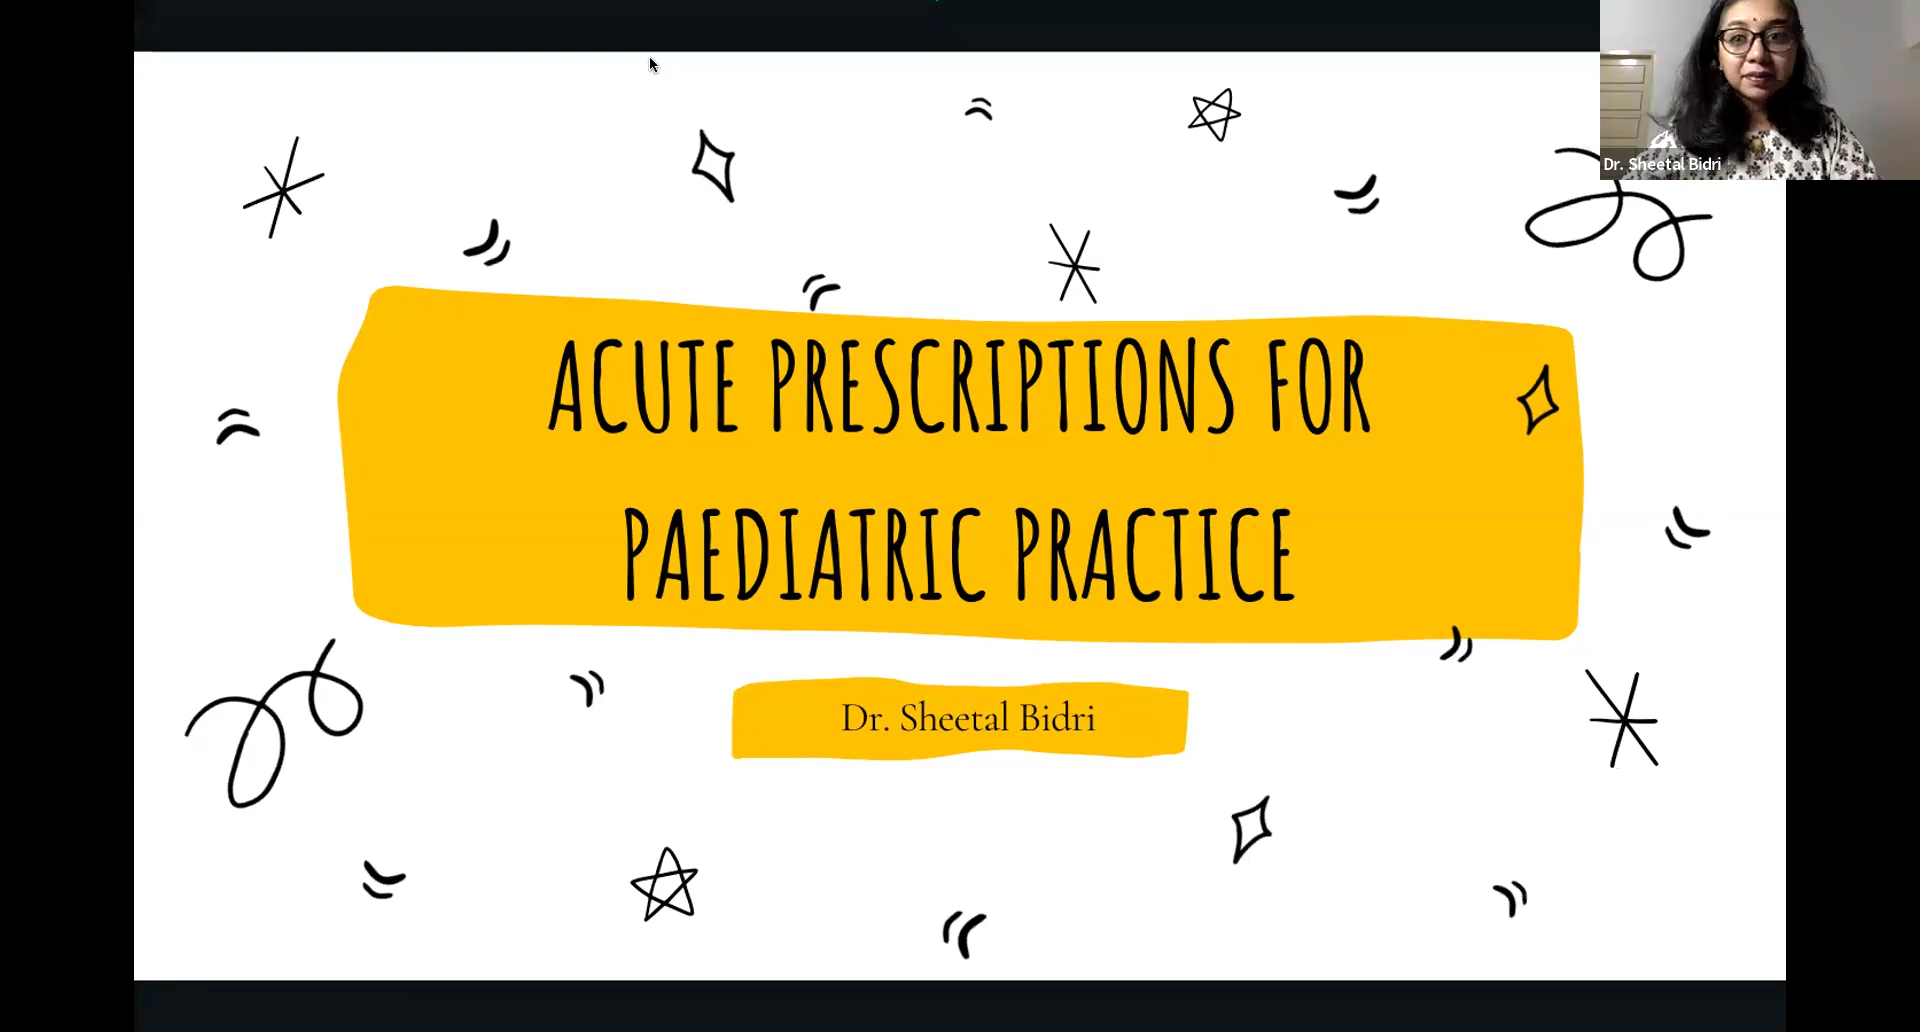 Dr. Sheetal Bidri
ACUTE PRESCRIPTIONS FOR
PAEDIATRIC PRACTICE
Dr. Sheetal Bidri